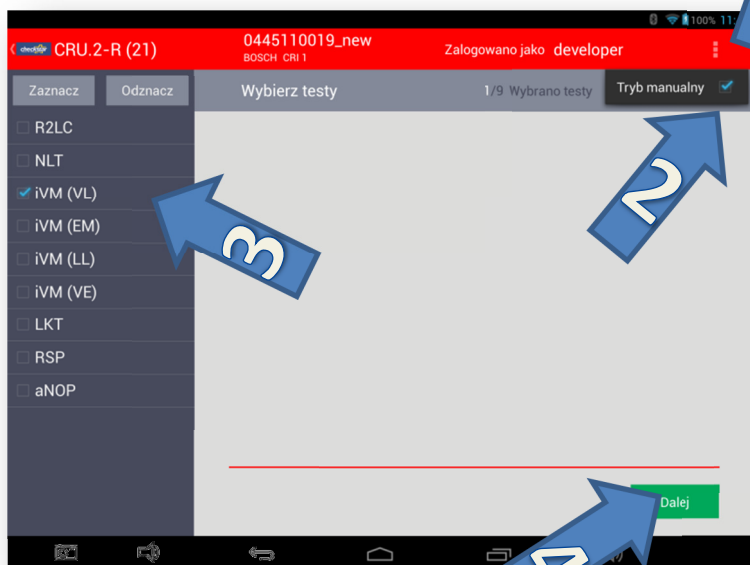 100% 11:
checkstar CRU.2-R (21)
0445110019_new
BOSCH CRI 1
Zalogowano jako developer
Zaznacz Odznacz
Wybierz testy
1/9 Wybrano testy
Tryb manualny
R2LC
NLT
iVM (VL)
iVM (EM)
iVM (LL)
iVM (VE)
LKT
RSP
aNOP
2
3
Dalej
4